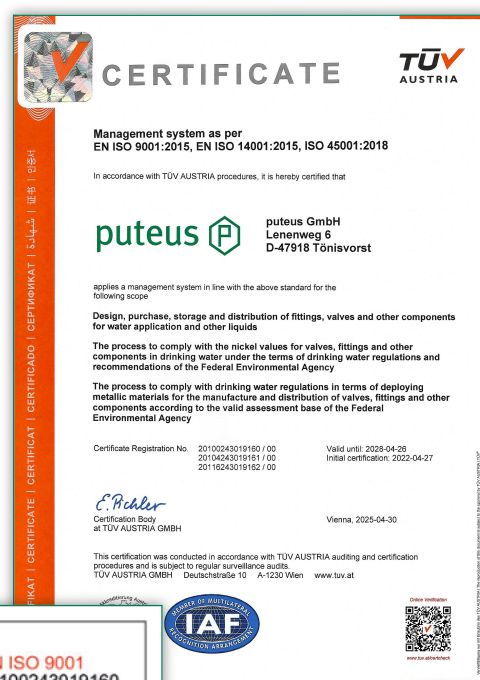 CERTIFICATE
TÜV
AUSTRIA
Management system as per
EN ISO 9001:2015, EN ISO 14001:2015, ISO 45001:2018
In accordance with TÜV AUSTRIA procedures, it is hereby certified that
puteus P
puteus GmbH
Lenenweg 6
D-47918 Tönisvorst
applies a management system in line with the above standard for the
following scope
Design, purchase, storage and distribution of fittings, valves and other components
for water application and other liquids
The process to comply with the nickel values for valves, fittings and other
components in drinking water under the terms of drinking water regulations and
recommendations of the Federal Environmental Agency
The process to comply with drinking water regulations in terms of deploying
metallic materials for the manufacture and distribution of valves, fittings and other
components according to the valid assessment base of the Federal
Environmental Agency
Certificate Registration No. 20100243019160 / 00
20104243019161 / 00
20116243019162 / 00
Valid until: 2028-04-26
Initial certification: 2022-04-27
E. Pichler
Certification Body
at TÜV AUSTRIA GMBH
Vienna, 2025-04-30
This certification was conducted in accordance with TÜV AUSTRIA auditing and certification
procedures and is subject to regular surveillance audits.
TÜV AUSTRIA GMBH Deutschstraße 10 A-1230 Wien www.tuv.at
MEMBER OF MULTILATERAL
IAF
RECOGNITION ARRANGEMENT
Online Verification
www.tuv.at/certcheck
FIKAT | CERTIFICATE | CERTIFICAT | CERTIFICADO | СЕРТИФИКАТ | شهادة | 证书 | 인증서
ISO 9001